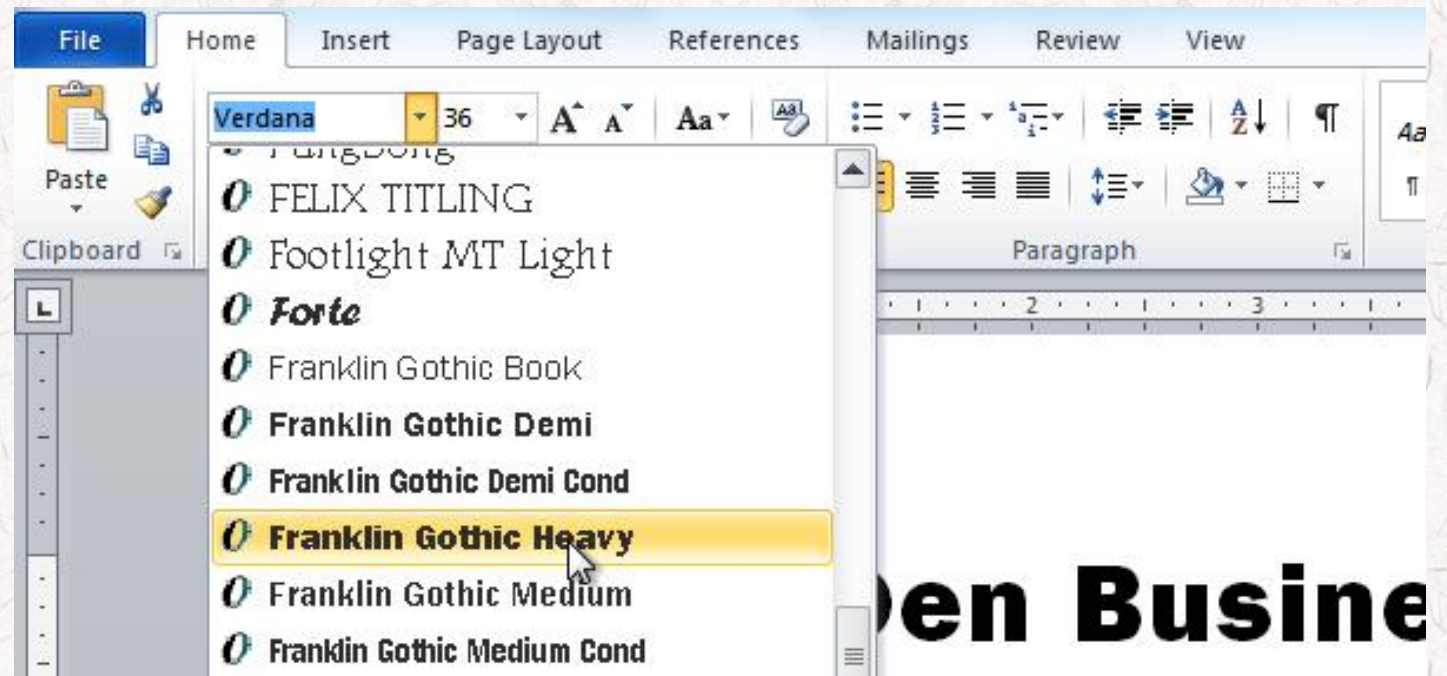 File Home Insert Page Layout References Mailings Review View
Verdana 36 A A Aa
Paste
Clipboard Paragraph
FangSong
FELIX TITLING
Footlight MT Light
Forte
Franklin Gothic Book
Franklin Gothic Demi
Franklin Gothic Demi Cond
Franklin Gothic Heavy
Franklin Gothic Medium
Franklin Gothic Medium Cond
L
2 3
en Busine